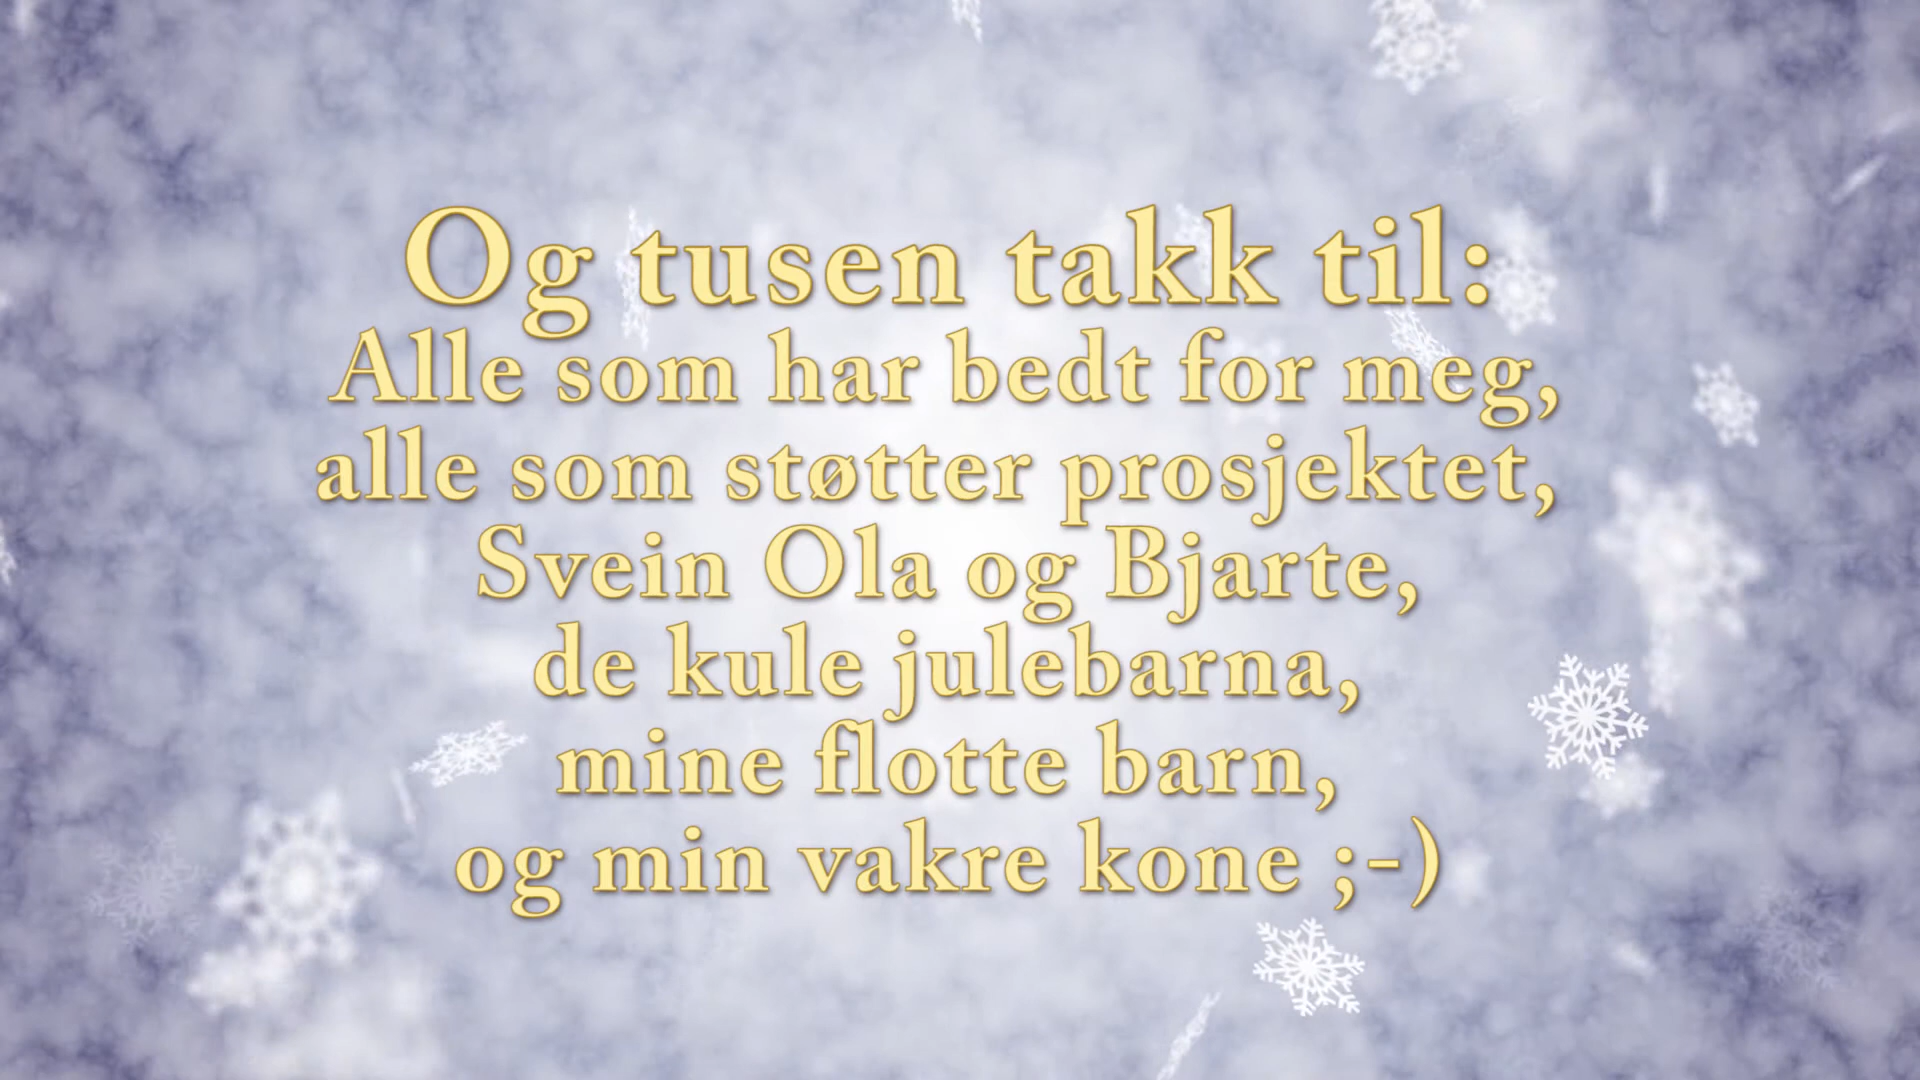 Og tusen takk til:
Alle som har bedt for meg,
alle som støtter prosjektet,
Svein Ola og Bjarte,
de kule julebarna,
mine flotte barn,
og min vakre kone ;-)